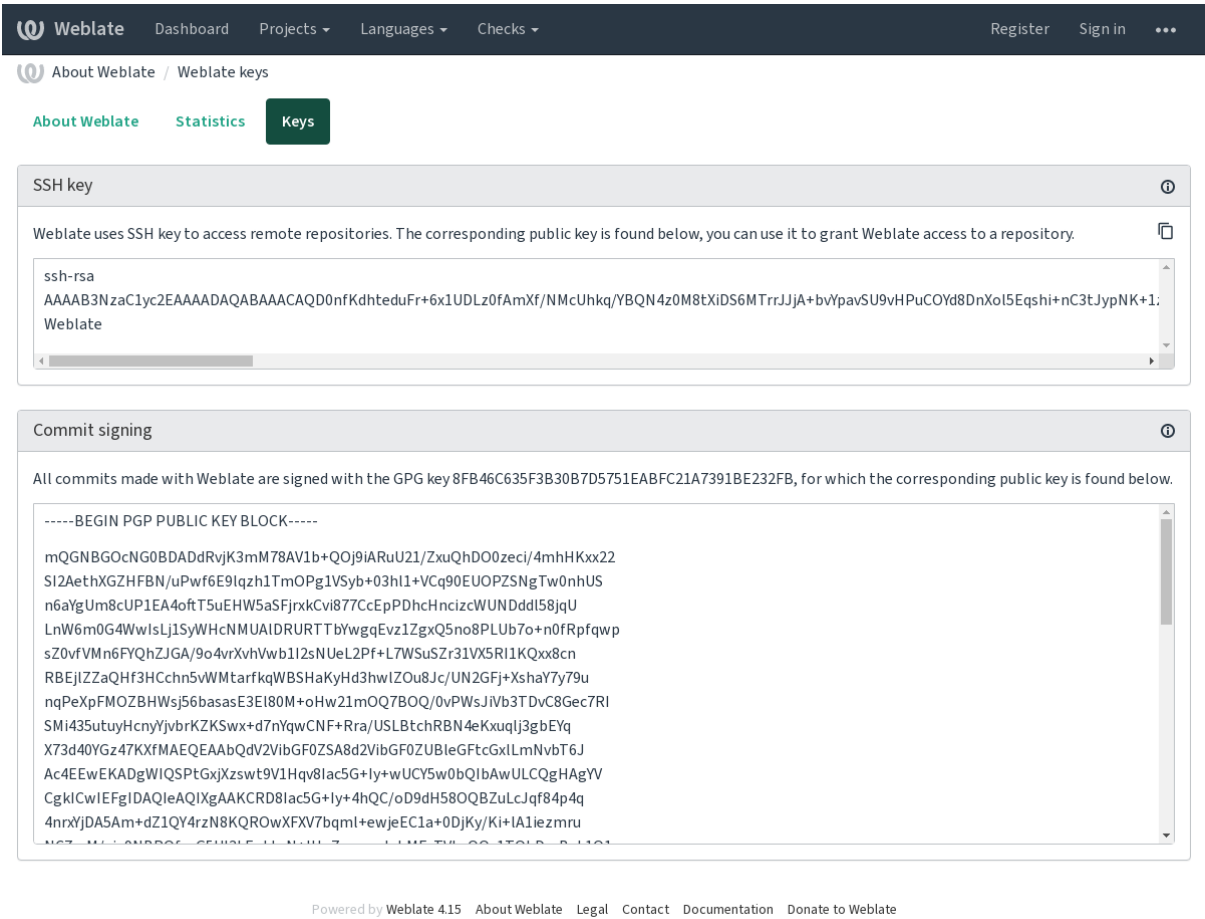 Weblate Dashboard Projects Languages Checks Register Sign in
About Weblate / Weblate keys
About Weblate Statistics Keys
SSH key
Weblate uses SSH key to access remote repositories. The corresponding public key is found below, you can use it to grant Weblate access to a repository.
ssh-rsa
AAAAB3NzaC1yc2EAAAADAQABAAACAQD0nfKdhteduFr+6x1UDLz0fAmXf/NMcUhkq/YBQN4z0M8tXiDS6MTrrJJjA+bvYpavSU9vHPuCOYd8DnXol5Eqshi+nC3tJypNK+1
Weblate
Commit signing
All commits made with Weblate are signed with the GPG key 8FB46C635F3B30B7D5751EABFC21A7391BE232FB, for which the corresponding public key is found below.
-----BEGIN PGP PUBLIC KEY BLOCK-----
mQGNBGOcNG0BDADdRvjK3mM78AV1b+QOj9iARuU21/ZxuQhDO0zeci/4mhHKxx22
SI2AethXGZHFBN/uPwf6E9lqzh1TmOPg1VSyb+03hl1+VCq90EUOPZSNgTw0nhUS
n6aYgUm8cUP1EA4oftT5uEHW5aSFjrxkCvi877CcEpPDhcHncizcWUNDddl58jqU
LnW6m0G4WwIsLj1SyWHcNMUAlDRURTTbYwgqEvz1ZgxQ5no8PLUb7o+n0fRpfqwp
sZ0vfVMn6FYQhZJGA/9o4vrXvhVwb1I2sNUeL2Pf+L7WSuSZr31VX5RI1KQxx8cn
RBEjlZZaQHf3HCchn5vWMtarfkqWBSHaKyHd3hwlZOu8Jc/UN2GFj+XshaY7y79u
nqPeXpFMOZBHWsj56basasE3El80M+oHw21mOQ7BOQ/0vPWsJiVb3TDvC8Gec7RI
SMi435utuyHcnyYjvbrKZKSwx+d7nYqwCNF+Rra/USLBtchRBN4eKxuqlj3gbEYq
X73d40YGz47KXfMAEQEAAbQdV2VibGF0ZSA8d2VibGF0ZUBleGFtcGxlLmNvbT6J
Ac4EEwEKADgWIQSPtGxjXzswt9V1Hqv8Iac5G+Iy+wUCY5w0bQIbAwULCQgHAgYV
CgkICwIEFgIDAQIeAQIXgAAKCRD8Iac5G+Iy+4hQC/oD9dH58OQBZuLcJqf84p4q
4nrxYjDA5Am+dZ1QY4rzN8KQROwXFXV7bqml+ewjeEC1a+0DjKy/Ki+lA1iezmru
Powered by Weblate 4.15 About Weblate Legal Contact Documentation Donate to Weblate